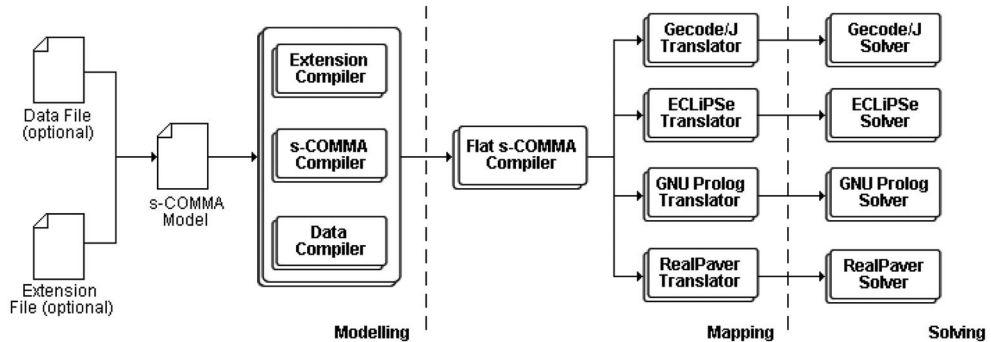 Data File
(optional)
s-COMMA
Model
Extension
File (optional)
Extension
Compiler
s-COMMA
Compiler
Data
Compiler
Modelling
Flat s-COMMA
Compiler
Gecode/J
Translator
ECLiPSe
Translator
GNU Prolog
Translator
RealPaver
Translator
Mapping
Gecode/J
Solver
ECLiPSe
Solver
GNU Prolog
Solver
RealPaver
Solver
Solving